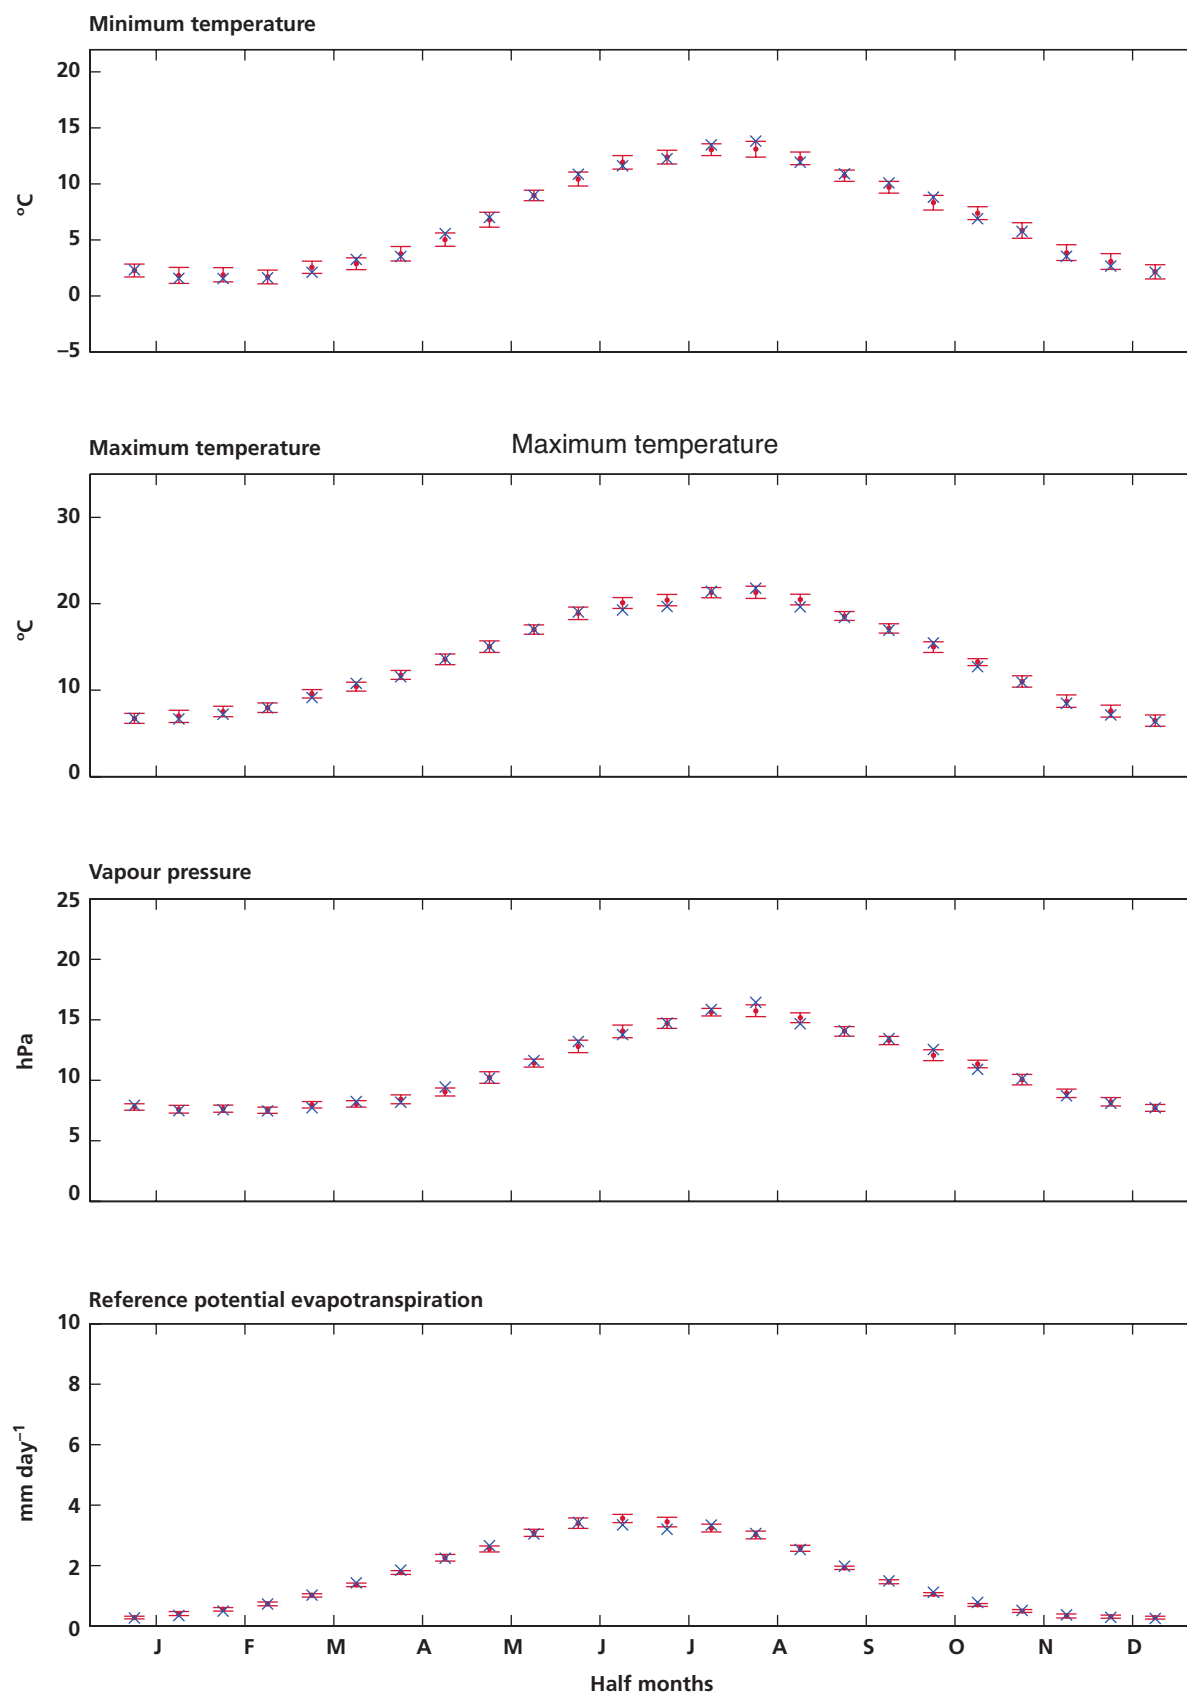 Minimum temperature
20
15
10
5
0
–5
ºC
Maximum temperature
Maximum temperature
30
20
10
0
ºC
Vapour pressure
25
20
15
10
5
0
hPa
Reference potential evapotranspiration
10
8
6
4
2
0
mm day⁻¹
J F M A M J J A S O N D
Half months